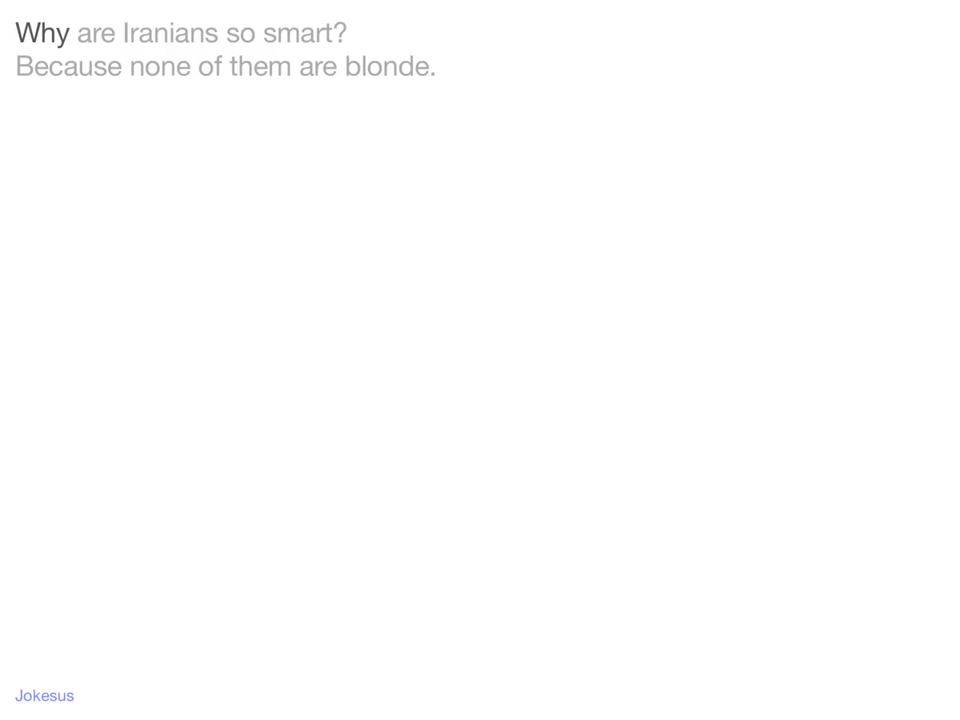 Why are Iranians so smart?
Because none of them are blonde.
Jokesus